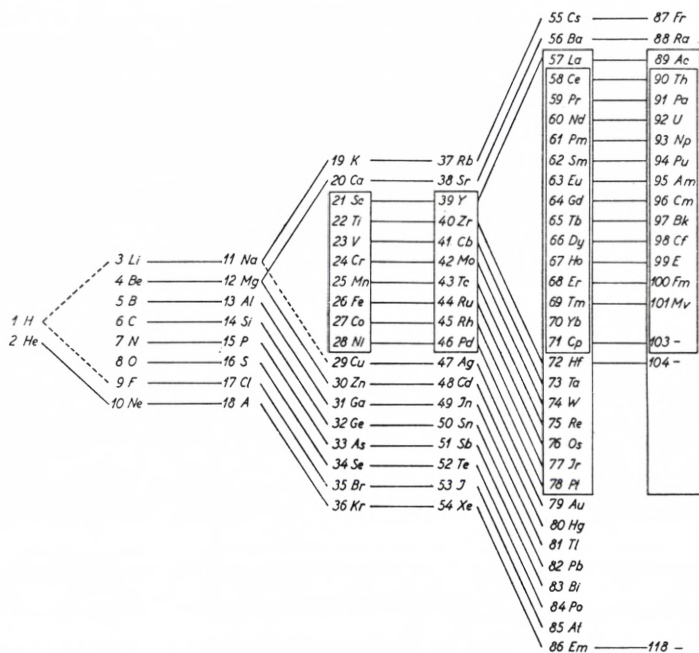 1 H
2 He
3 Li
4 Be
5 B
6 C
7 N
8 O
9 F
10 Ne
11 Na
12 Mg
13 Al
14 Si
15 P
16 S
17 Cl
18 A
19 K
20 Ca
21 Sc
22 Ti
23 V
24 Cr
25 Mn
26 Fe
27 Co
28 Ni
29 Cu
30 Zn
31 Ga
32 Ge
33 As
34 Se
35 Br
36 Kr
37 Rb
38 Sr
39 Y
40 Zr
41 Cb
42 Mo
43 Tc
44 Ru
45 Rh
46 Pd
47 Ag
48 Cd
49 Jn
50 Sn
51 Sb
52 Te
53 J
54 Xe
55 Cs
56 Ba
57 La
58 Ce
59 Pr
60 Nd
61 Pm
62 Sm
63 Eu
64 Gd
65 Tb
66 Dy
67 Ho
68 Er
69 Tm
70 Yb
71 Cp
72 Hf
73 Ta
74 W
75 Re
76 Os
77 Jr
78 Pt
79 Au
80 Hg
81 Tl
82 Pb
83 Bi
84 Po
85 At
86 Em
87 Fr
88 Ra
89 Ac
90 Th
91 Pa
92 U
93 Np
94 Pu
95 Am
96 Cm
97 Bk
98 Cf
99 E
100 Fm
101 Mv
103 –
104 –
118 –